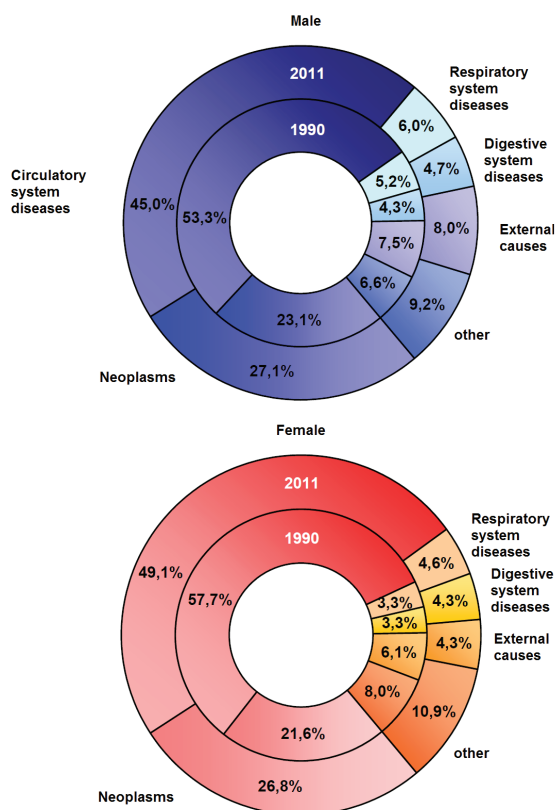 Male
2011
1990
Respiratory
system
diseases
6,0%
Digestive
system
diseases
4,7%
5,2%
4,3%
Circulatory
system
diseases
45,0%
53,3%
External
causes
8,0%
7,5%
6,6%
9,2%
other
23,1%
27,1%
Neoplasms
Female
2011
1990
Respiratory
system
diseases
4,6%
Digestive
system
diseases
4,3%
49,1%
57,7%
3,3%
3,3%
External
causes
4,3%
6,1%
8,0%
10,9%
other
21,6%
26,8%
Neoplasms